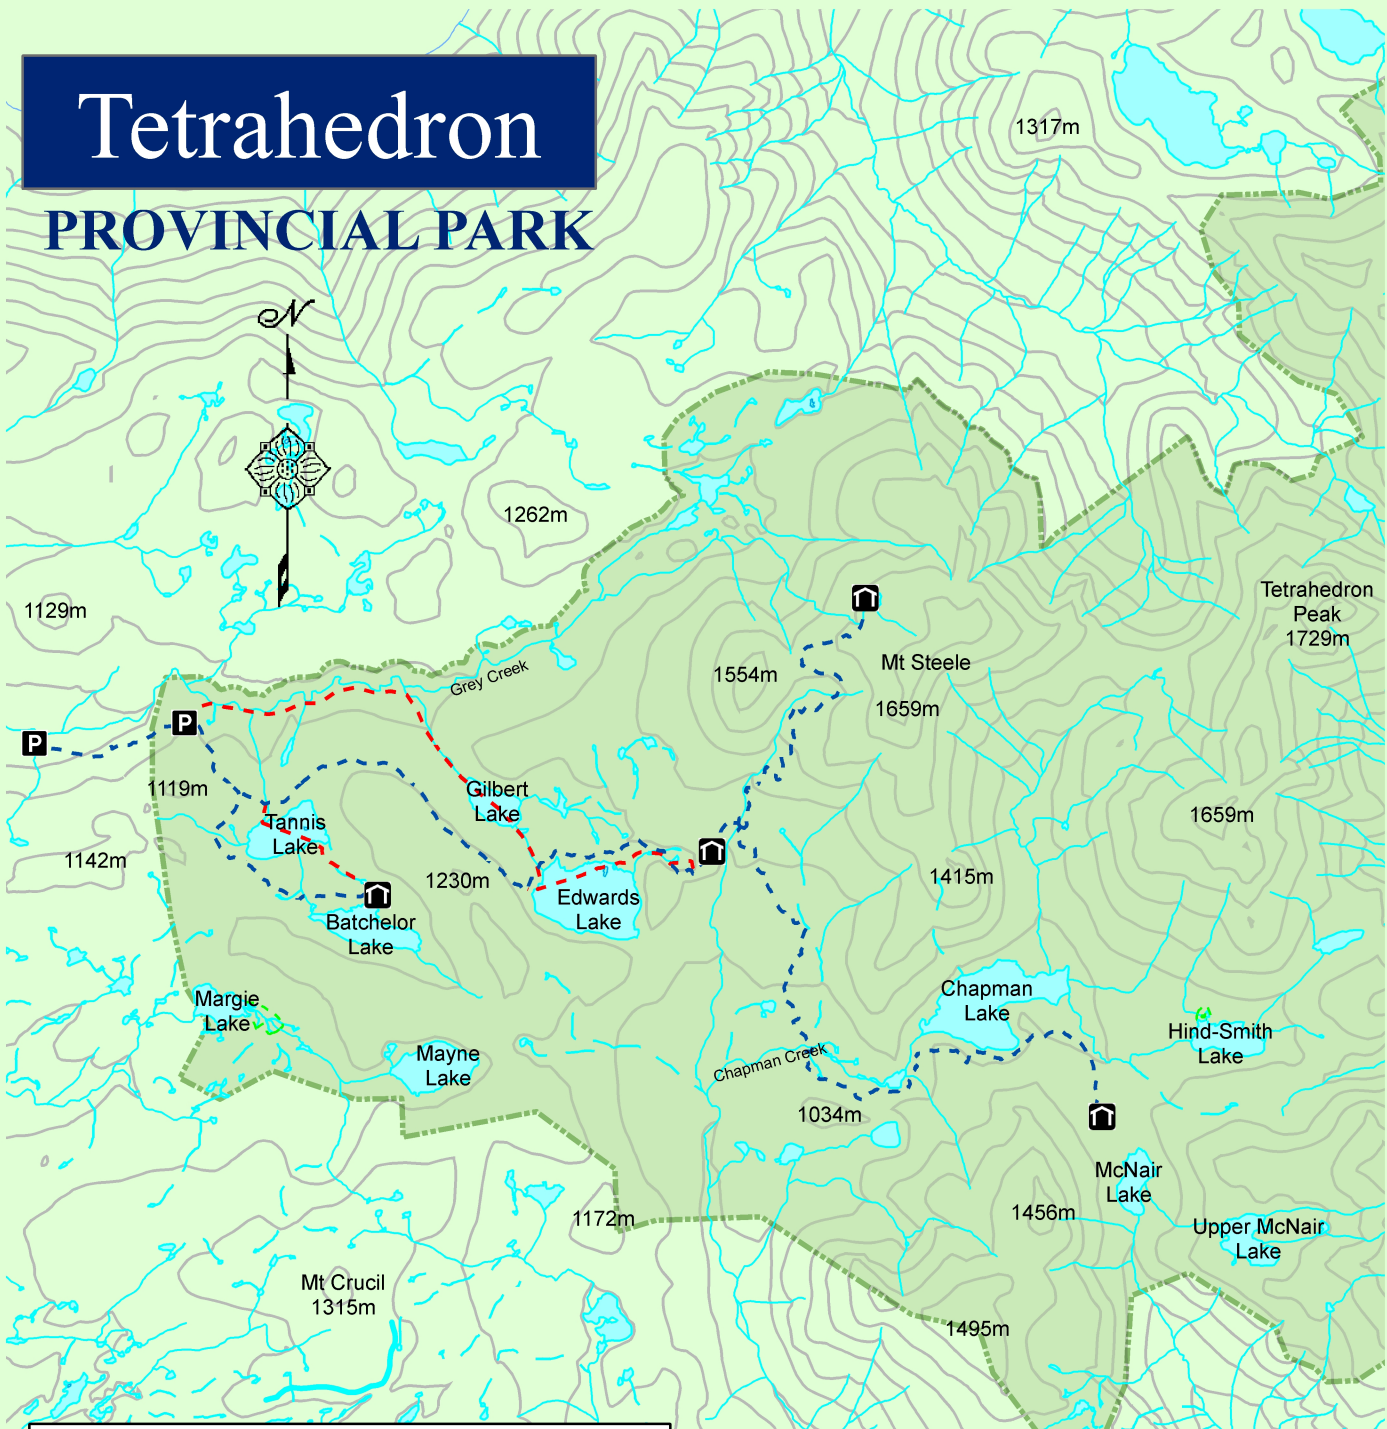 Tetrahedron
PROVINCIAL PARK
N
1317m
1262m
1129m
Tetrahedron
Peak
1729m
Grey Creek
Mt Steele
1554m
1659m
P
P
1119m
Gilbert
Lake
Tannis
Lake
1659m
1142m
1230m
1415m
Edwards
Lake
Batchelor
Lake
Margie
Lake
Chapman
Lake
Hind-Smith
Lake
Mayne
Lake
Chapman Creek
1034m
McNair
Lake
1456m
1172m
Upper McNair
Lake
Mt Crucil
1315m
1495m